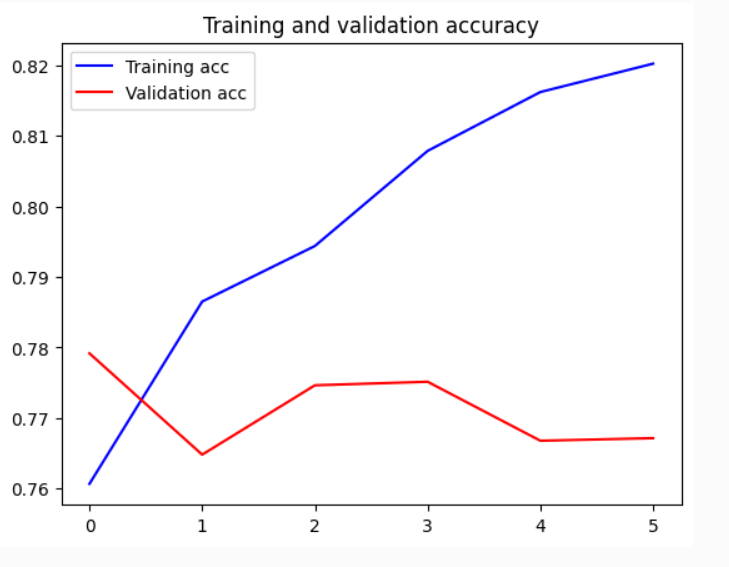 Training and validation accuracy
Training acc
Validation acc
0.82
0.81
0.80
0.79
0.78
0.77
0.76
0 1 2 3 4 5